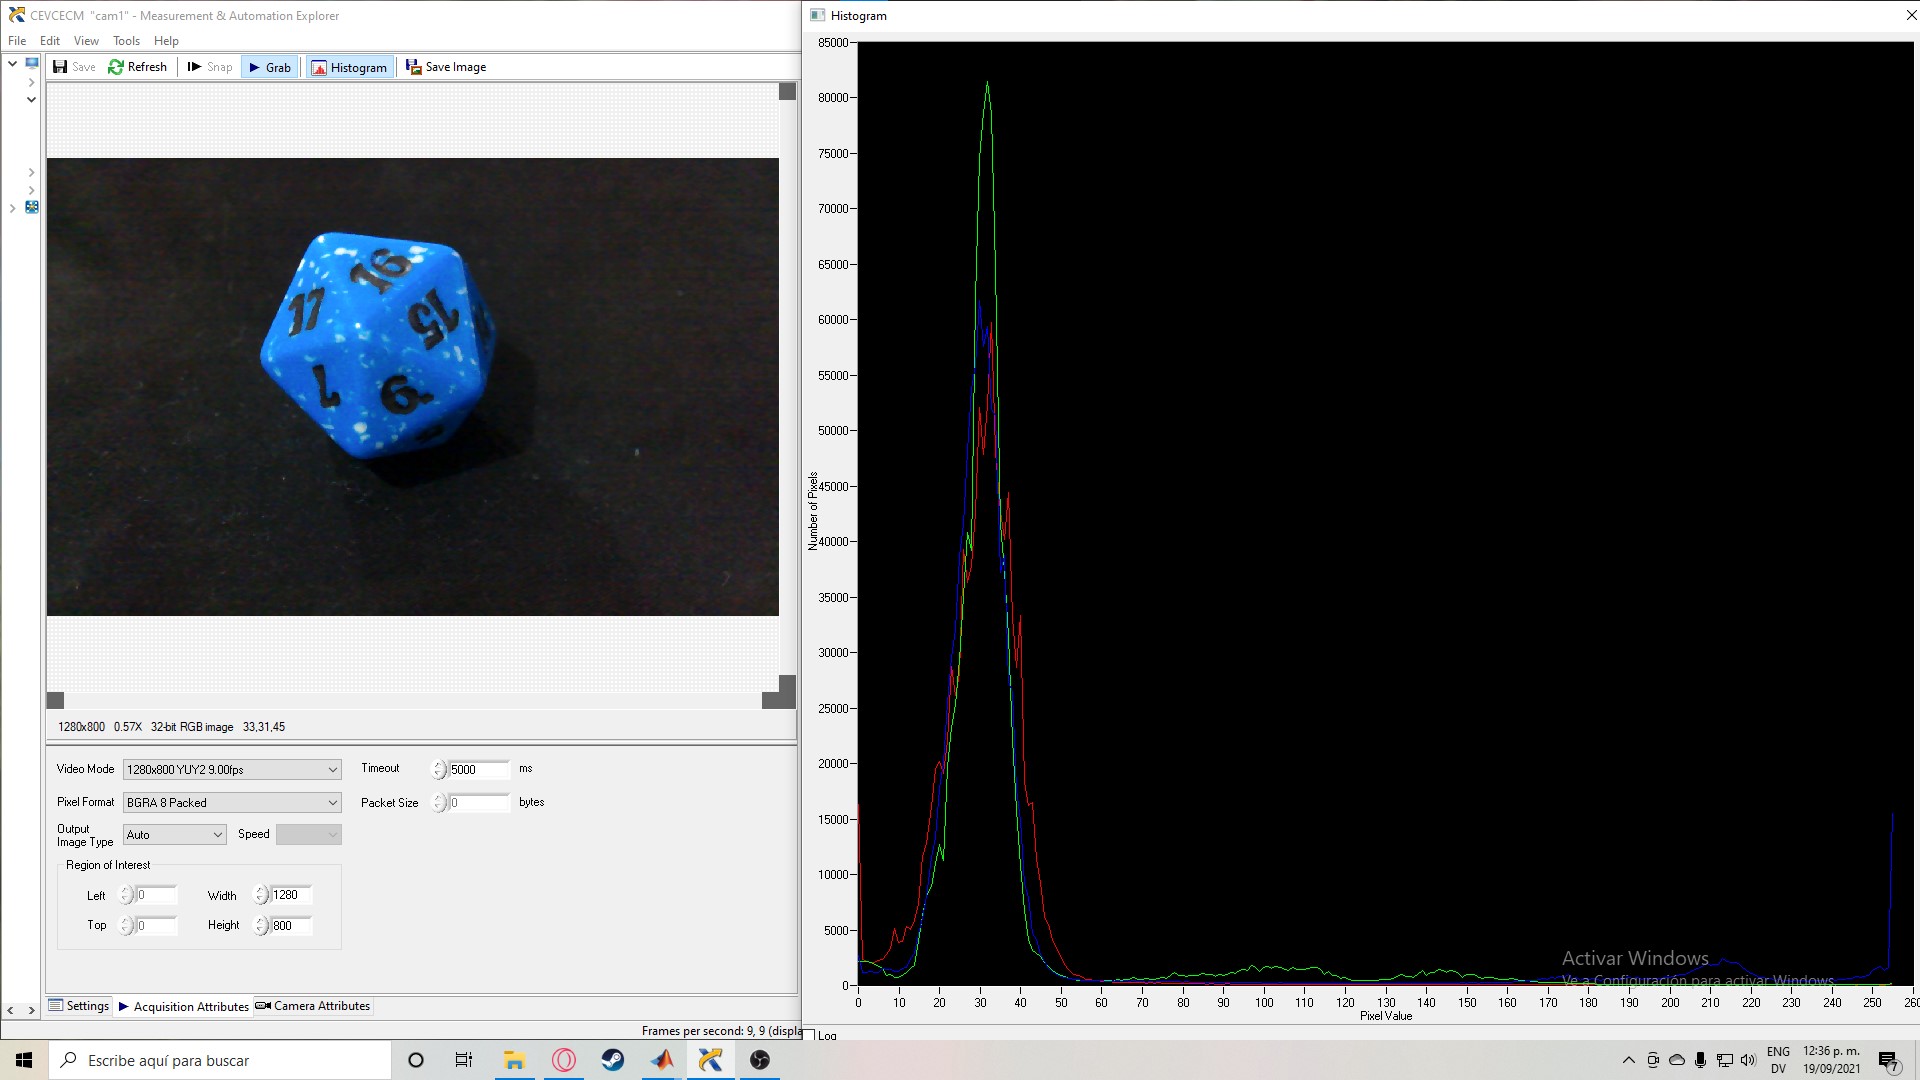 CEVCECM "cam1" - Measurement & Automation Explorer
File Edit View Tools Help
Save Refresh Snap Grab Histogram Save Image
16
17
15
1
9
1280x800 0.57X 32-bit RGB image 33,31,45
Video Mode 1280x800 YUY2 9.00fps Timeout 5000 ms
Pixel Format BGRA 8 Packed Packet Size 0 bytes
Output Image Type Auto Speed
Region of Interest
Left 0 Width 1280
Top 0 Height 800
Settings Acquisition Attributes Camera Attributes
Frames per second: 9, 9 (displa
Histogram
85000
80000
75000
70000
65000
60000
55000
50000
45000
40000
35000
30000
25000
20000
15000
10000
5000
0
Number of Pixels
0 10 20 30 40 50 60 70 80 90 100 110 120 130 140 150 160 170 180 190 200 210 220 230 240 250 260
Pixel Value
Activar Windows
Ve a Configuración para activar Windows.
Log
Escribe aquí para buscar
ENG 12:36 p. m.
DV 19/09/2021
7